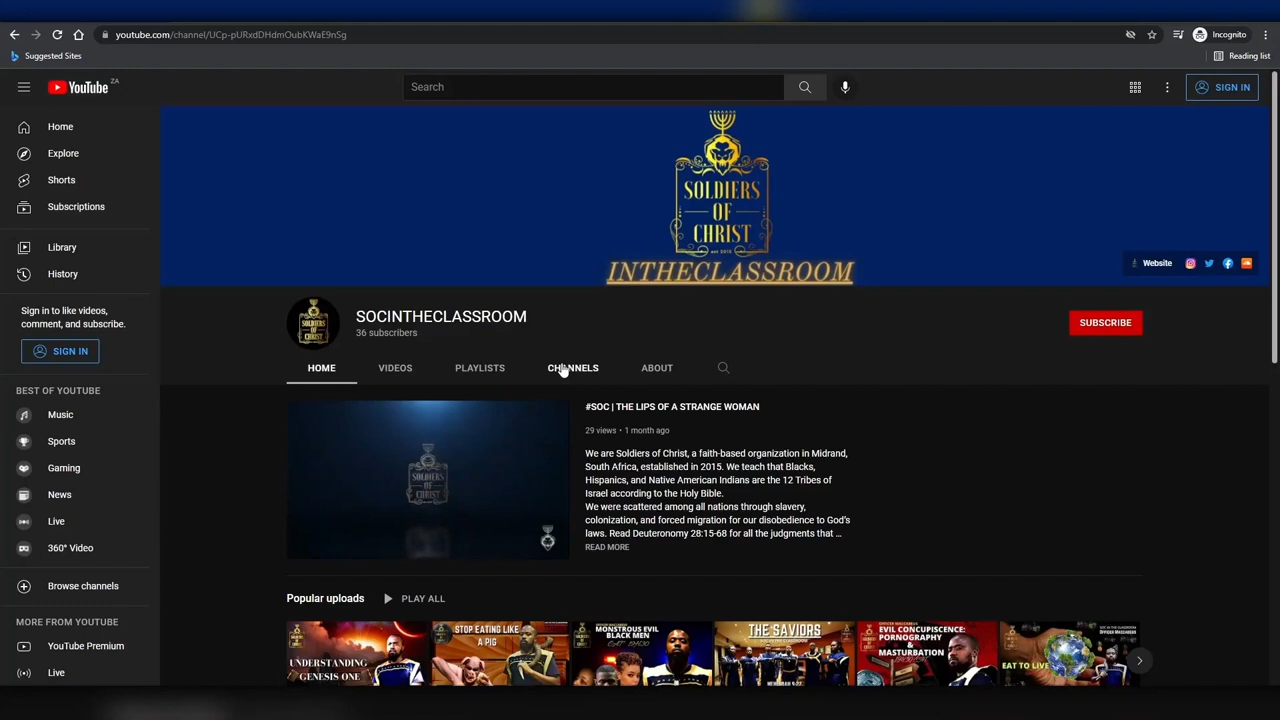 youtube.com/channel/UCp-pURxdDHdmOubKWaE9nSg
Incognito
Suggested Sites
Reading list
YouTube ZA
Search
SIGN IN
Home
Explore
Shorts
Subscriptions
Library
History
Sign in to like videos,
comment, and subscribe.
SIGN IN
BEST OF YOUTUBE
Music
Sports
Gaming
News
Live
360° Video
Browse channels
MORE FROM YOUTUBE
YouTube Premium
Live
SOLDIERS
OF
CHRIST
est 2015
INTHECLASSROOM
Website
SOLDIERS
OF
CHRIST
SOCINTHECLASSROOM
36 subscribers
SUBSCRIBE
HOME
VIDEOS
PLAYLISTS
CHANNELS
ABOUT
SOLDIERS
OF
CHRIST
#SOC | THE LIPS OF A STRANGE WOMAN
29 views • 1 month ago
We are Soldiers of Christ, a faith-based organization in Midrand,
South Africa, established in 2015. We teach that Blacks,
Hispanics, and Native American Indians are the 12 Tribes of
Israel according to the Holy Bible.
We were scattered among all nations through slavery,
colonization, and forced migration for our disobedience to God's
laws. Read Deuteronomy 28:15-68 for all the judgments that ...
READ MORE
Popular uploads
PLAY ALL
UNDERSTANDING
GENESIS ONE
STOP EATING LIKE
A PIG
MONSTROUS EVIL
BLACK MEN
THE SAVIORS
EVIL CONCUPISCENCE:
PORNOGRAPHY &
MASTURBATION
EAT TO LIVE